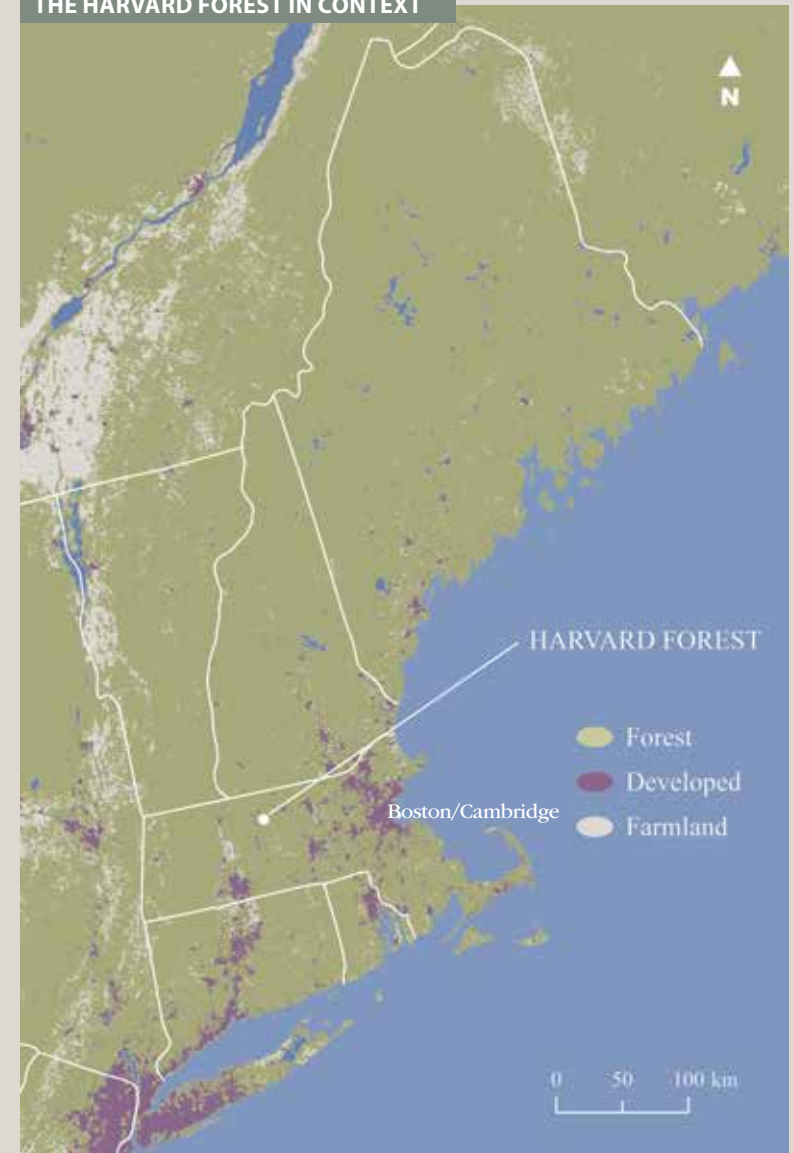 THE HARVARD FOREST IN CONTEXT
N
HARVARD FOREST
Forest
Developed
Boston/Cambridge
Farmland
0 50 100 km